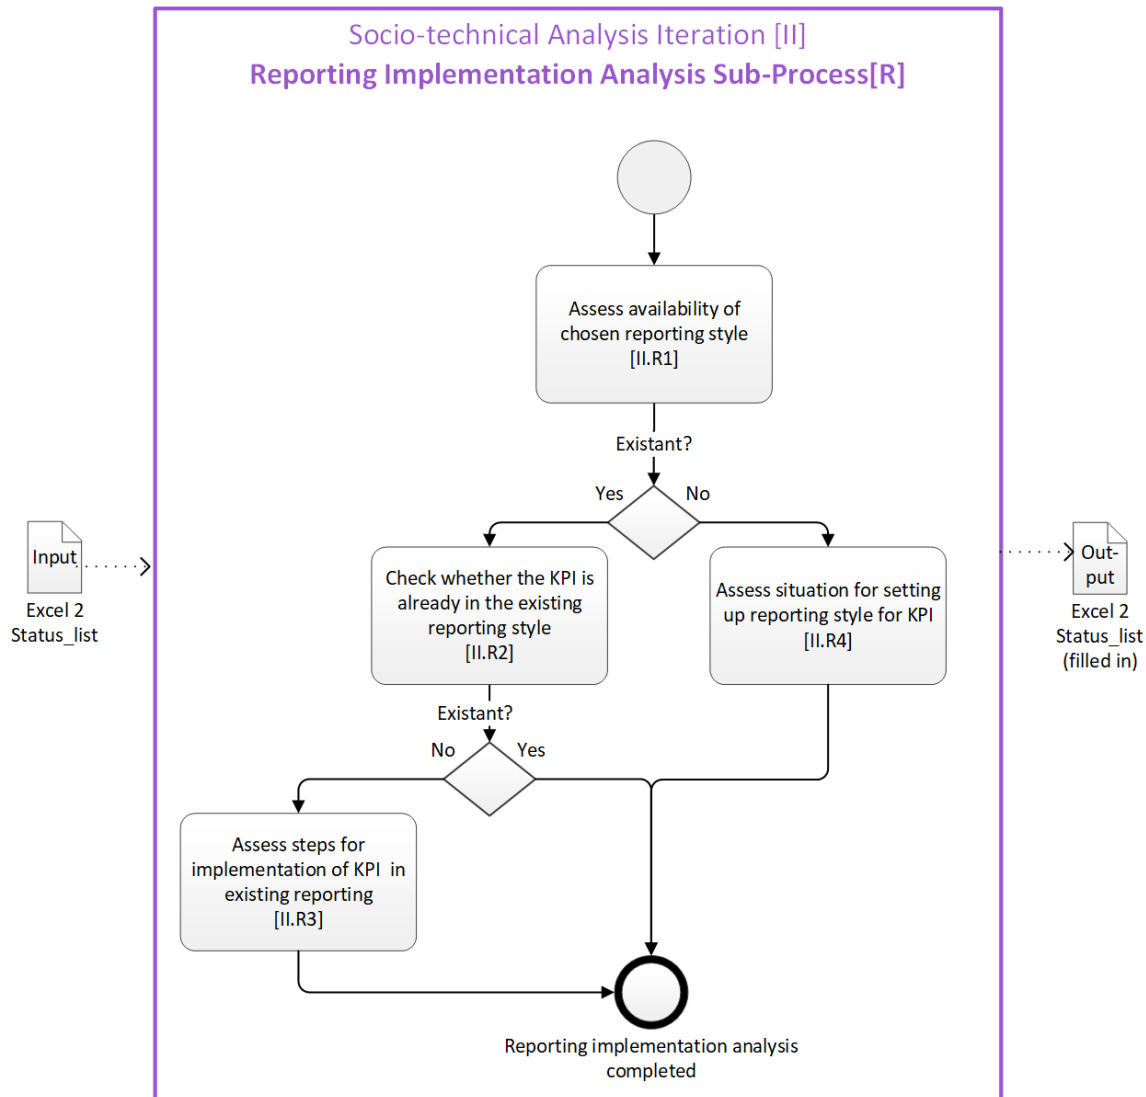 Socio-technical Analysis Iteration [II]
Reporting Implementation Analysis Sub-Process[R]
Assess availability of
chosen reporting style
[II.R1]
Existant?
Yes
No
Input
Excel 2
Status_list
Check whether the KPI is
already in the existing
reporting style
[II.R2]
Assess situation for setting
up reporting style for KPI
[II.R4]
Out-
put
Excel 2
Status_list
(filled in)
Existant?
No
Yes
Assess steps for
implementation of KPI in
existing reporting
[II.R3]
Reporting implementation analysis
completed